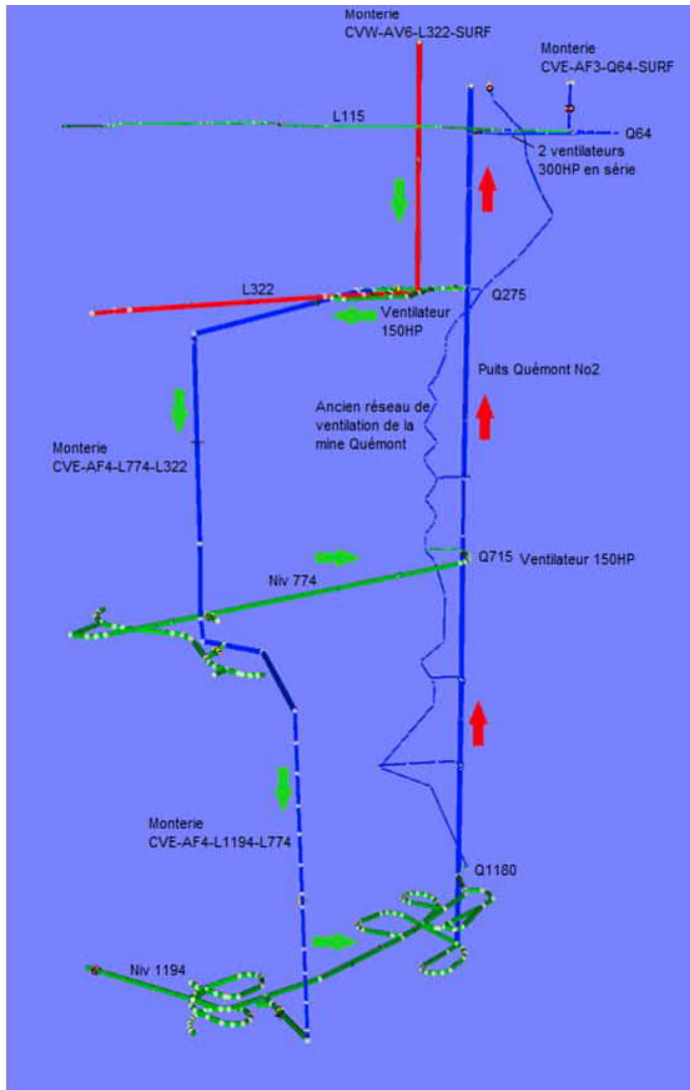 Monterie
CVW-AV6-L322-SURF
Monterie
CVE-AF3-Q64-SURF
L115
Q64
2 ventilateurs
300HP en série
L322
Q275
Ventilateur
150HP
Puits Quémont No2
Ancien réseau de
ventilation de la
mine Quémont
Monterie
CVE-AF4-L774-L322
Q715
Ventilateur 150HP
Niv 774
Monterie
CVE-AF4-L1194-L774
Q1180
Niv 1194